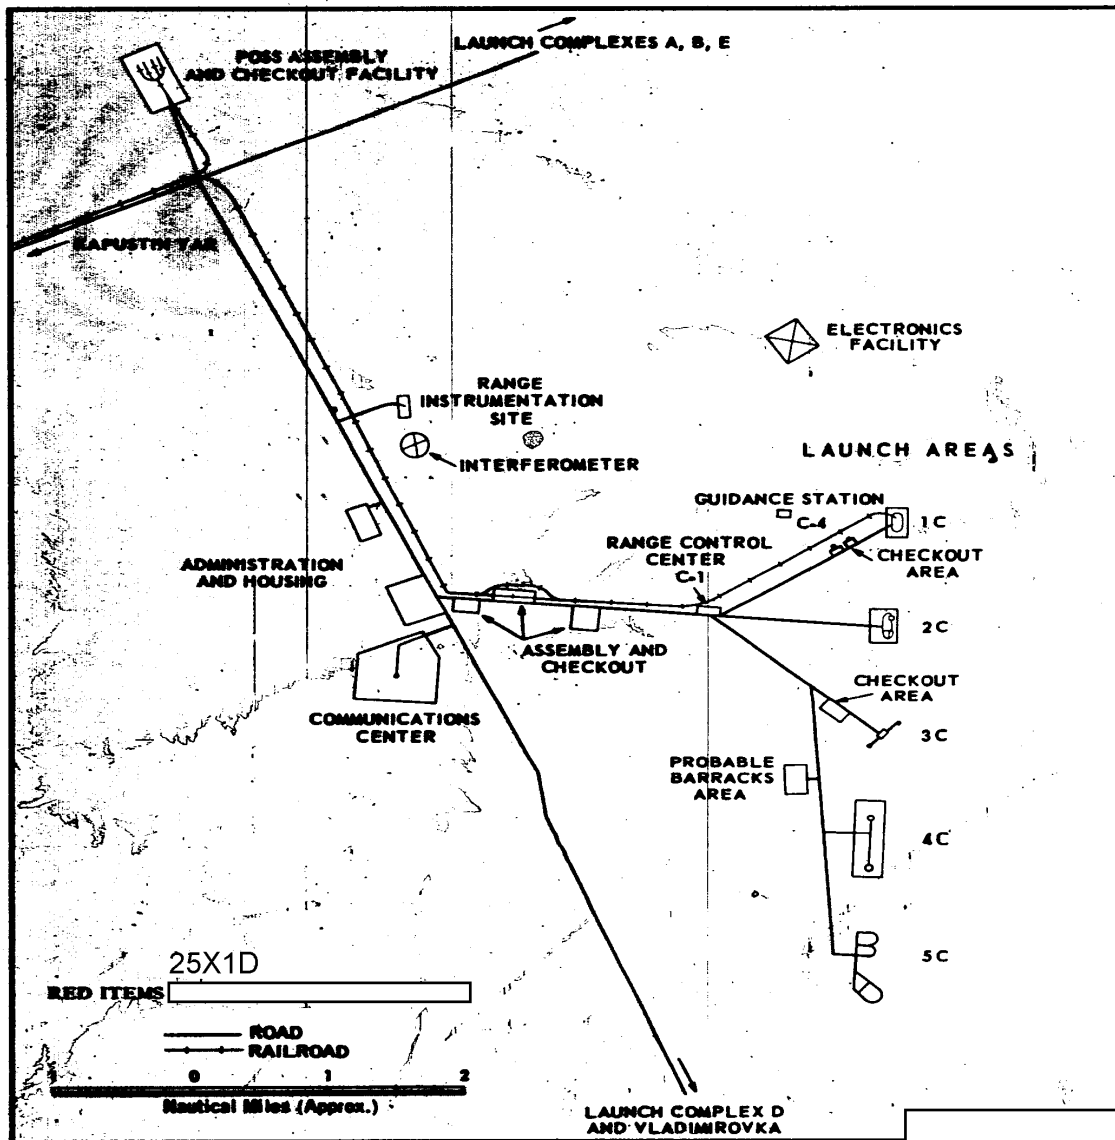 LAUNCH COMPLEXES A, B, E
POSS ASSEMBLY
AND CHECKOUT FACILITY
KAPUSTIN YAR
ELECTRONICS
FACILITY
RANGE
INSTRUMENTATION
SITE
INTERFEROMETER
LAUNCH AREAS
GUIDANCE STATION
C-4
1C
RANGE CONTROL
CENTER
C-1
CHECKOUT
AREA
ADMINISTRATION
AND HOUSING
2C
ASSEMBLY AND
CHECKOUT
CHECKOUT
AREA
COMMUNICATIONS
CENTER
3C
PROBABLE
BARRACKS
AREA
4C
5C
25X1D
RED ITEMS
ROAD
RAILROAD
0 1 2
Nautical Miles (Approx.)
LAUNCH COMPLEX D
AND VLADIMIROVKA